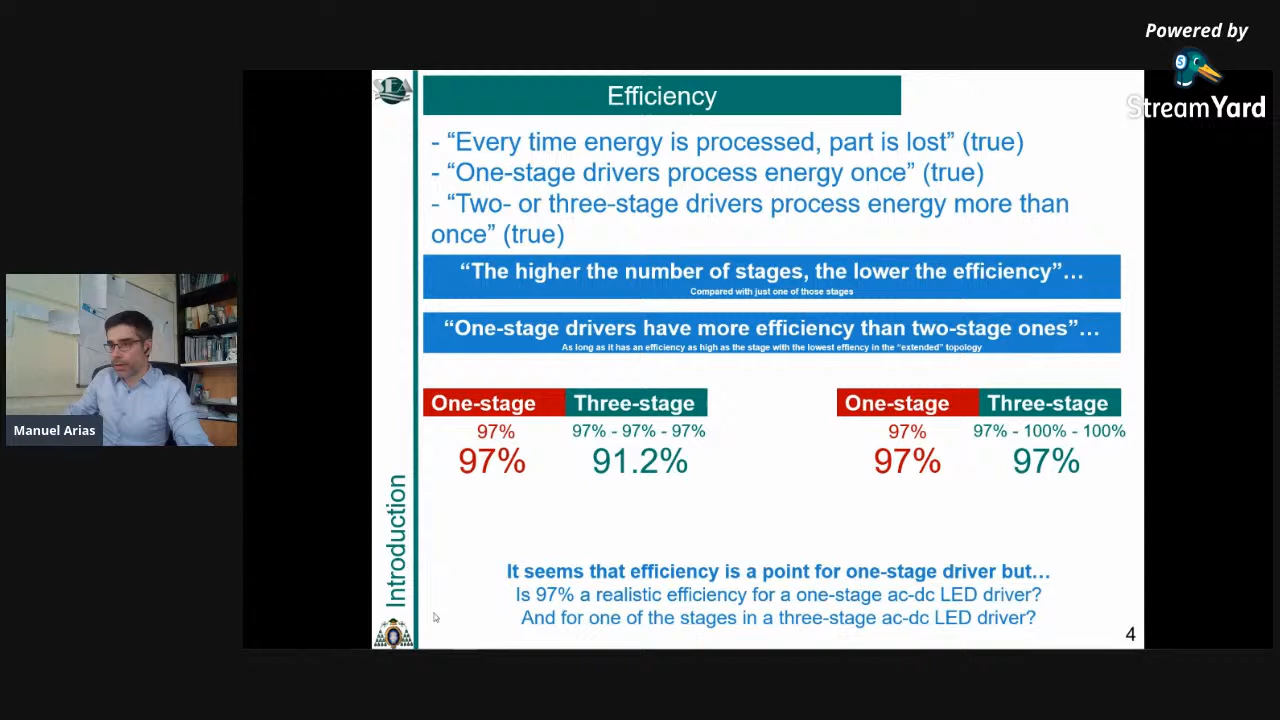 Powered by
StreamYard
SEA
Efficiency
- “Every time energy is processed, part is lost” (true)
- “One-stage drivers process energy once” (true)
- “Two- or three-stage drivers process energy more than
once” (true)
“The higher the number of stages, the lower the efficiency”…
Compared with just one of those stages
“One-stage drivers have more efficiency than two-stage ones”…
As long as it has an efficiency as high as the stage with the lowest effiency in the “extended” topology
One-stage Three-stage
97% 97% - 97% - 97%
97% 91.2%
One-stage Three-stage
97% 97% - 100% - 100%
97% 97%
Manuel Arias
Introduction
It seems that efficiency is a point for one-stage driver but…
Is 97% a realistic efficiency for a one-stage ac-dc LED driver?
And for one of the stages in a three-stage ac-dc LED driver?
4